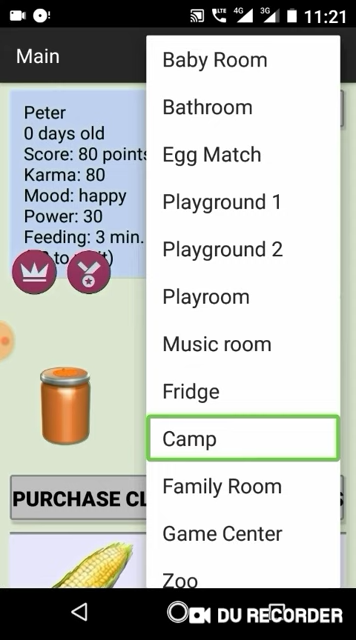 4G 3G 11:21
Main
Peter
0 days old
Score: 80 points
Karma: 80
Mood: happy
Power: 30
Feeding: 3 min.
Baby Room
Bathroom
Egg Match
Playground 1
Playground 2
Playroom
Music room
Fridge
Camp
Family Room
Game Center
Zoo
PURCHASE CL
S
DU RECORDER